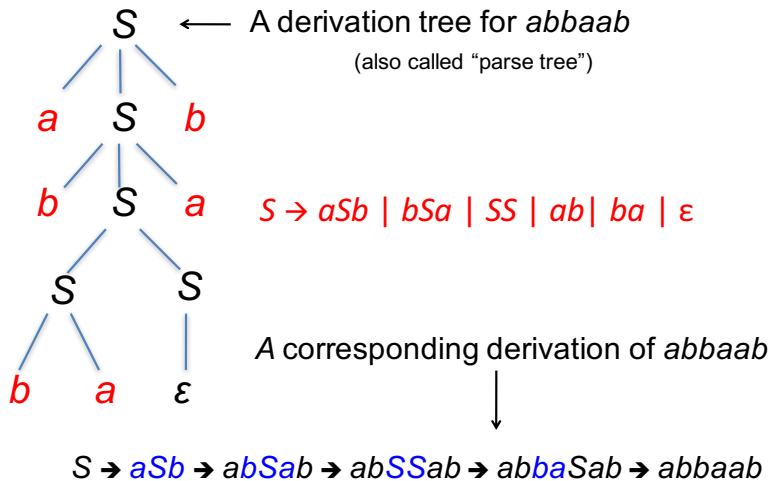 S
A derivation tree for abbaab
(also called “parse tree”)
a S b
b S a
S → aSb | bSa | SS | ab| ba | ε
S S
A corresponding derivation of abbaab
b a ε
S → aSb → abSab → abSSab → abbaSab → abbaab